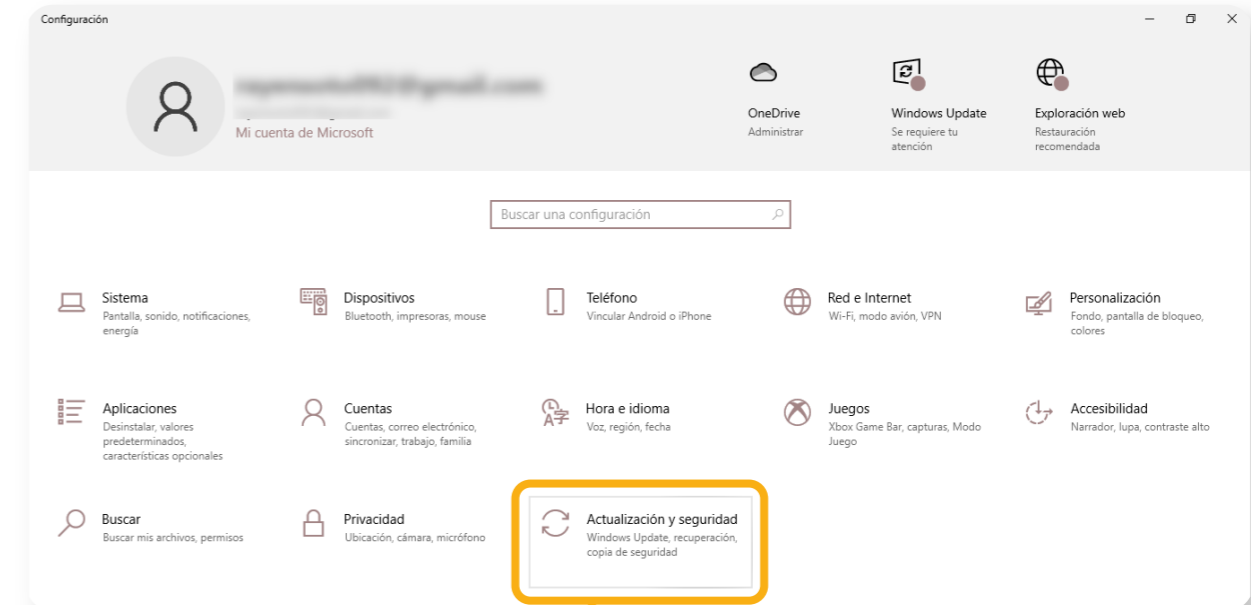 Configuración
Mi cuenta de Microsoft
OneDrive
Administrar
Windows Update
Se requiere tu
atención
Exploración web
Restauración
recomendada
Buscar una configuración
Sistema
Pantalla, sonido, notificaciones,
energía
Dispositivos
Bluetooth, impresoras, mouse
Teléfono
Vincular Android o iPhone
Red e Internet
Wi-Fi, modo avión, VPN
Personalización
Fondo, pantalla de bloqueo,
colores
Aplicaciones
Desinstalar, valores
predeterminados,
características opcionales
Cuentas
Cuentas, correo electrónico,
sincronizar, trabajo, familia
Hora e idioma
Voz, región, fecha
Juegos
Xbox Game Bar, capturas, Modo
Juego
Accesibilidad
Narrador, lupa, contraste alto
Buscar
Buscar mis archivos, permisos
Privacidad
Ubicación, cámara, micrófono
Actualización y seguridad
Windows Update, recuperación,
copia de seguridad